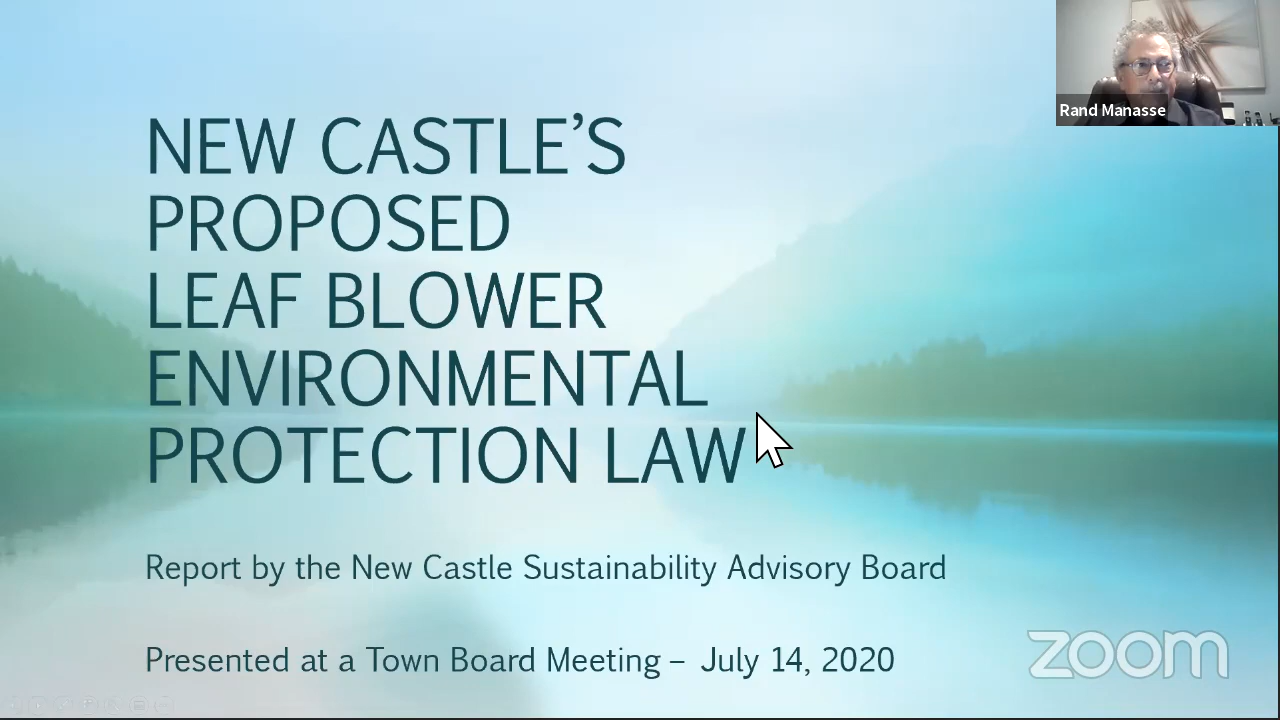 Rand Manasse
NEW CASTLE’S
PROPOSED
LEAF BLOWER
ENVIRONMENTAL
PROTECTION LAW
Report by the New Castle Sustainability Advisory Board
Presented at a Town Board Meeting – July 14, 2020
zoom